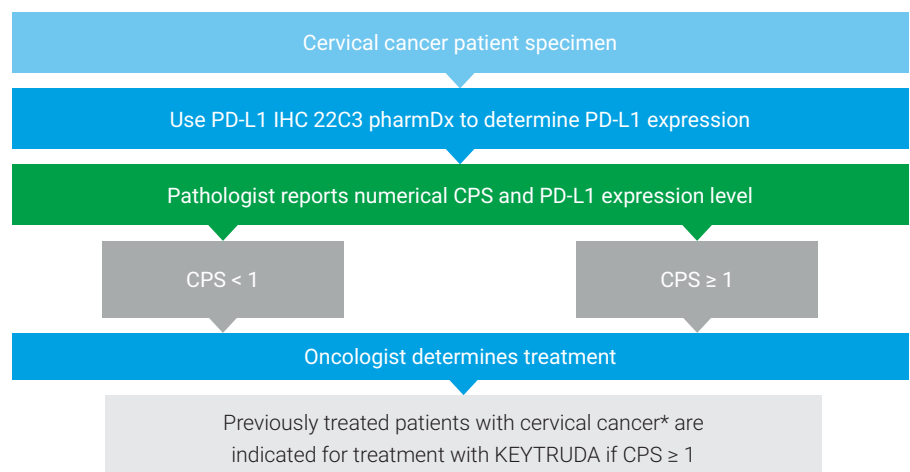 Cervical cancer patient specimen
Use PD-L1 IHC 22C3 pharmDx to determine PD-L1 expression
Pathologist reports numerical CPS and PD-L1 expression level
CPS < 1
CPS ≥ 1
Oncologist determines treatment
Previously treated patients with cervical cancer* are
indicated for treatment with KEYTRUDA if CPS ≥ 1